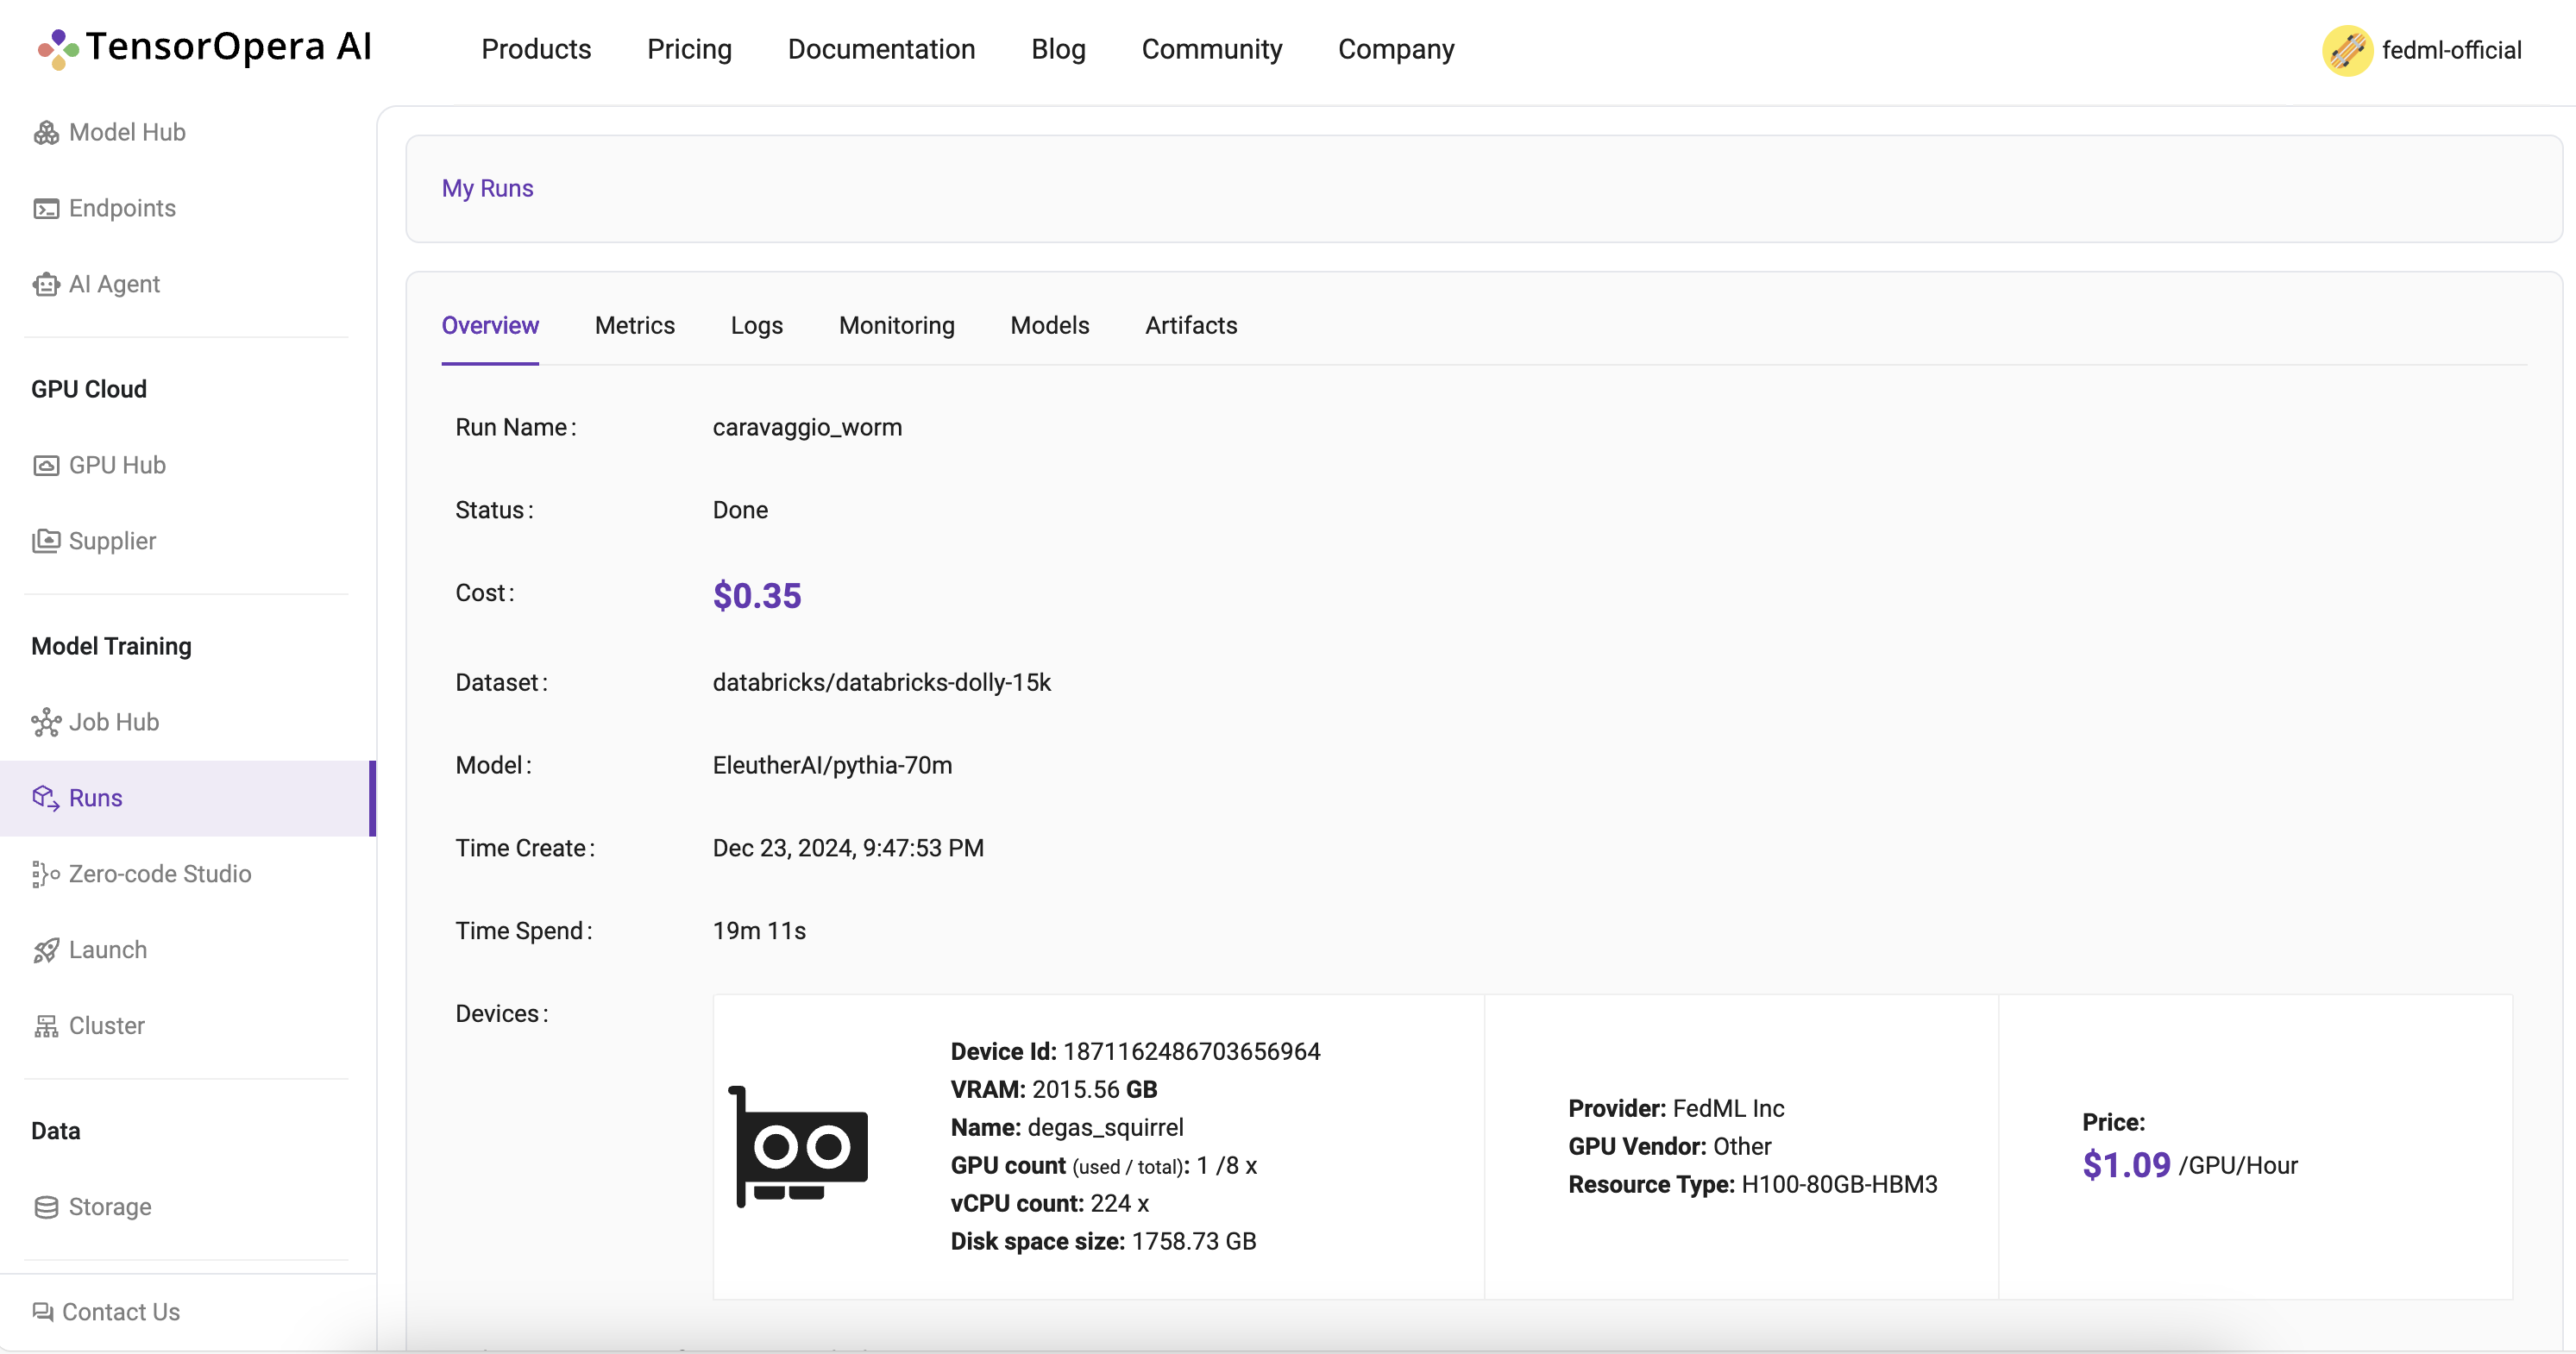 TensorOpera AI
Products Pricing Documentation Blog Community Company
fedml-official
Model Hub
Endpoints
AI Agent
GPU Cloud
GPU Hub
Supplier
Model Training
Job Hub
Runs
Zero-code Studio
Launch
Cluster
Data
Storage
Contact Us
My Runs
Overview Metrics Logs Monitoring Models Artifacts
Run Name: caravaggio_worm
Status: Done
Cost: $0.35
Dataset: databricks/databricks-dolly-15k
Model: EleutherAI/pythia-70m
Time Create: Dec 23, 2024, 9:47:53 PM
Time Spend: 19m 11s
Devices:
Device Id: 1871162486703656964
VRAM: 2015.56 GB
Name: degas_squirrel
GPU count (used / total): 1 /8 x
vCPU count: 224 x
Disk space size: 1758.73 GB
Provider: FedML Inc
GPU Vendor: Other
Resource Type: H100-80GB-HBM3
Price:
$1.09 /GPU/Hour